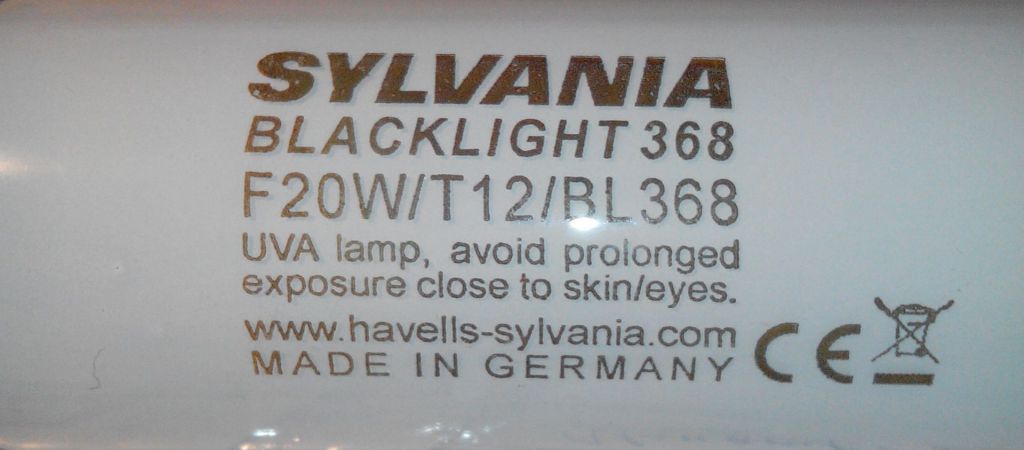 SYLVANIA
BLACKLIGHT 368
F20W/T12/BL368
UVA lamp, avoid prolonged
exposure close to skin/eyes.
www.havells-sylvania.com
MADE IN GERMANY CE